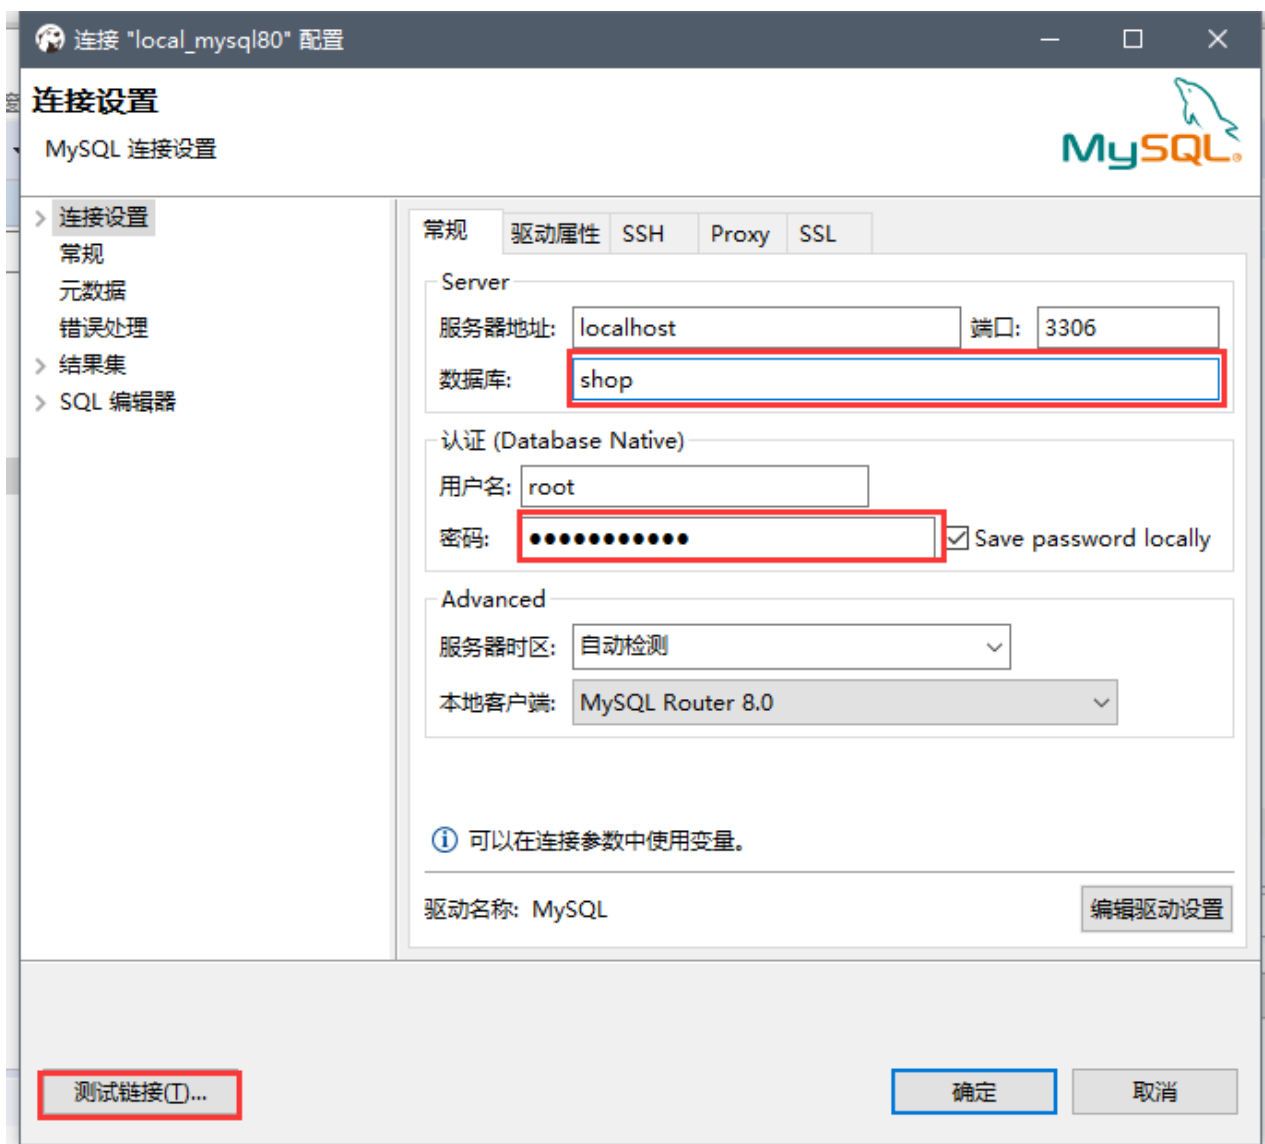 连接 "local_mysql80" 配置
连接设置
MySQL 连接设置
MySQL
连接设置
常规
元数据
错误处理
结果集
SQL 编辑器
常规 驱动属性 SSH Proxy SSL
Server
服务器地址: localhost 端口: 3306
数据库: shop
认证 (Database Native)
用户名: root
密码: ●●●●●●●●●●● Save password locally
Advanced
服务器时区: 自动检测
本地客户端: MySQL Router 8.0
可以在连接参数中使用变量。
驱动名称: MySQL 编辑驱动设置
测试链接(T)... 确定 取消